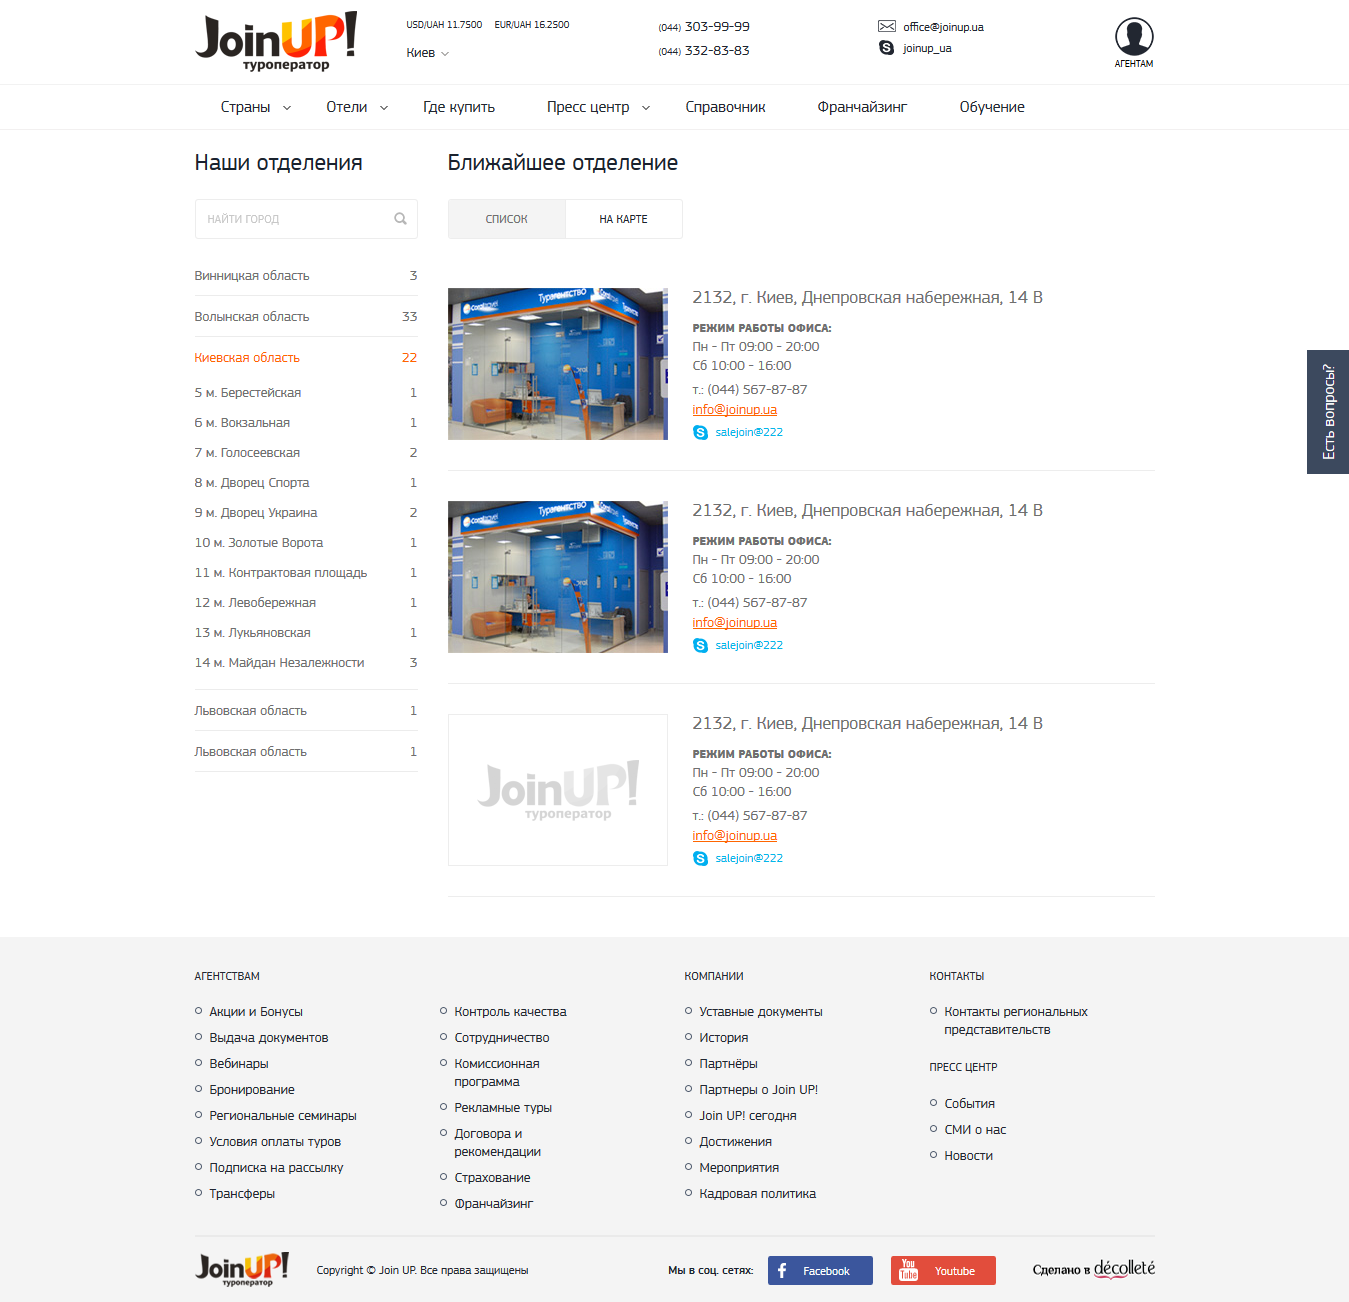 JoinUP!
туроператор
USD/UAH 11.7500 EUR/UAH 16.2500
Киев
(044) 303-99-99
(044) 332-83-83
office@joinup.ua
joinup_ua
АГЕНТАМ
Страны Отели Где купить Пресс центр Справочник Франчайзинг Обучение
Наши отделения
НАЙТИ ГОРОД
Винницкая область 3
Волынская область 33
Киевская область 22
5 м. Берестейская 1
6 м. Вокзальная 1
7 м. Голосеевская 2
8 м. Дворец Спорта 1
9 м. Дворец Украина 2
10 м. Золотые Ворота 1
11 м. Контрактовая площадь 1
12 м. Левобережная 1
13 м. Лукьяновская 1
14 м. Майдан Незалежности 3
Львовская область 1
Львовская область 1
Ближайшее отделение
СПИСОК НА КАРТЕ
Турагентство
2132, г. Киев, Днепровская набережная, 14 В
РЕЖИМ РАБОТЫ ОФИСА:
Пн - Пт 09:00 - 20:00
Сб 10:00 - 16:00
т.: (044) 567-87-87
info@joinup.ua
salejoin@222
Турагентство
2132, г. Киев, Днепровская набережная, 14 В
РЕЖИМ РАБОТЫ ОФИСА:
Пн - Пт 09:00 - 20:00
Сб 10:00 - 16:00
т.: (044) 567-87-87
info@joinup.ua
salejoin@222
JoinUP!
туроператор
2132, г. Киев, Днепровская набережная, 14 В
РЕЖИМ РАБОТЫ ОФИСА:
Пн - Пт 09:00 - 20:00
Сб 10:00 - 16:00
т.: (044) 567-87-87
info@joinup.ua
salejoin@222
Есть вопросы?
АГЕНТСТВАМ
Акции и Бонусы
Выдача документов
Вебинары
Бронирование
Региональные семинары
Условия оплаты туров
Подписка на рассылку
Трансферы
Контроль качества
Сотрудничество
Комиссионная
программа
Рекламные туры
Договора и
рекомендации
Страхование
Франчайзинг
КОМПАНИИ
Уставные документы
История
Партнёры
Партнеры о Join UP!
Join UP! сегодня
Достижения
Мероприятия
Кадровая политика
КОНТАКТЫ
Контакты региональных
представительств
ПРЕСС ЦЕНТР
События
СМИ о нас
Новости
JoinUP!
туроператор
Copyright © Join UP. Все права защищены
Мы в соц. сетях:
Facebook
You
Tube
Youtube
Сделано в décolleté